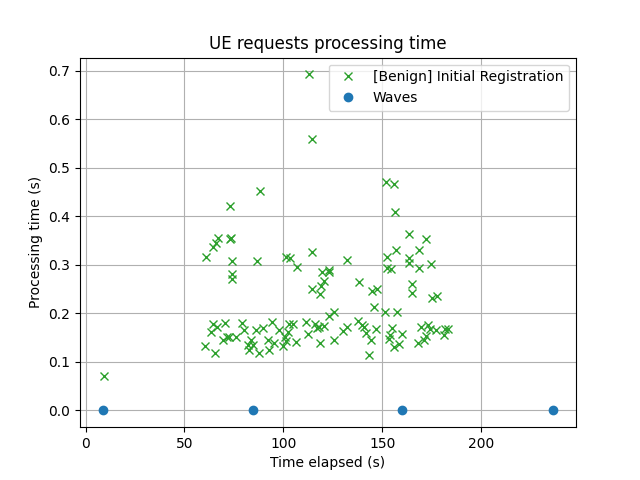 UE requests processing time
[Benign] Initial Registration
Waves
Processing time (s)
0.7
0.6
0.5
0.4
0.3
0.2
0.1
0.0
0
50
100
150
200
Time elapsed (s)